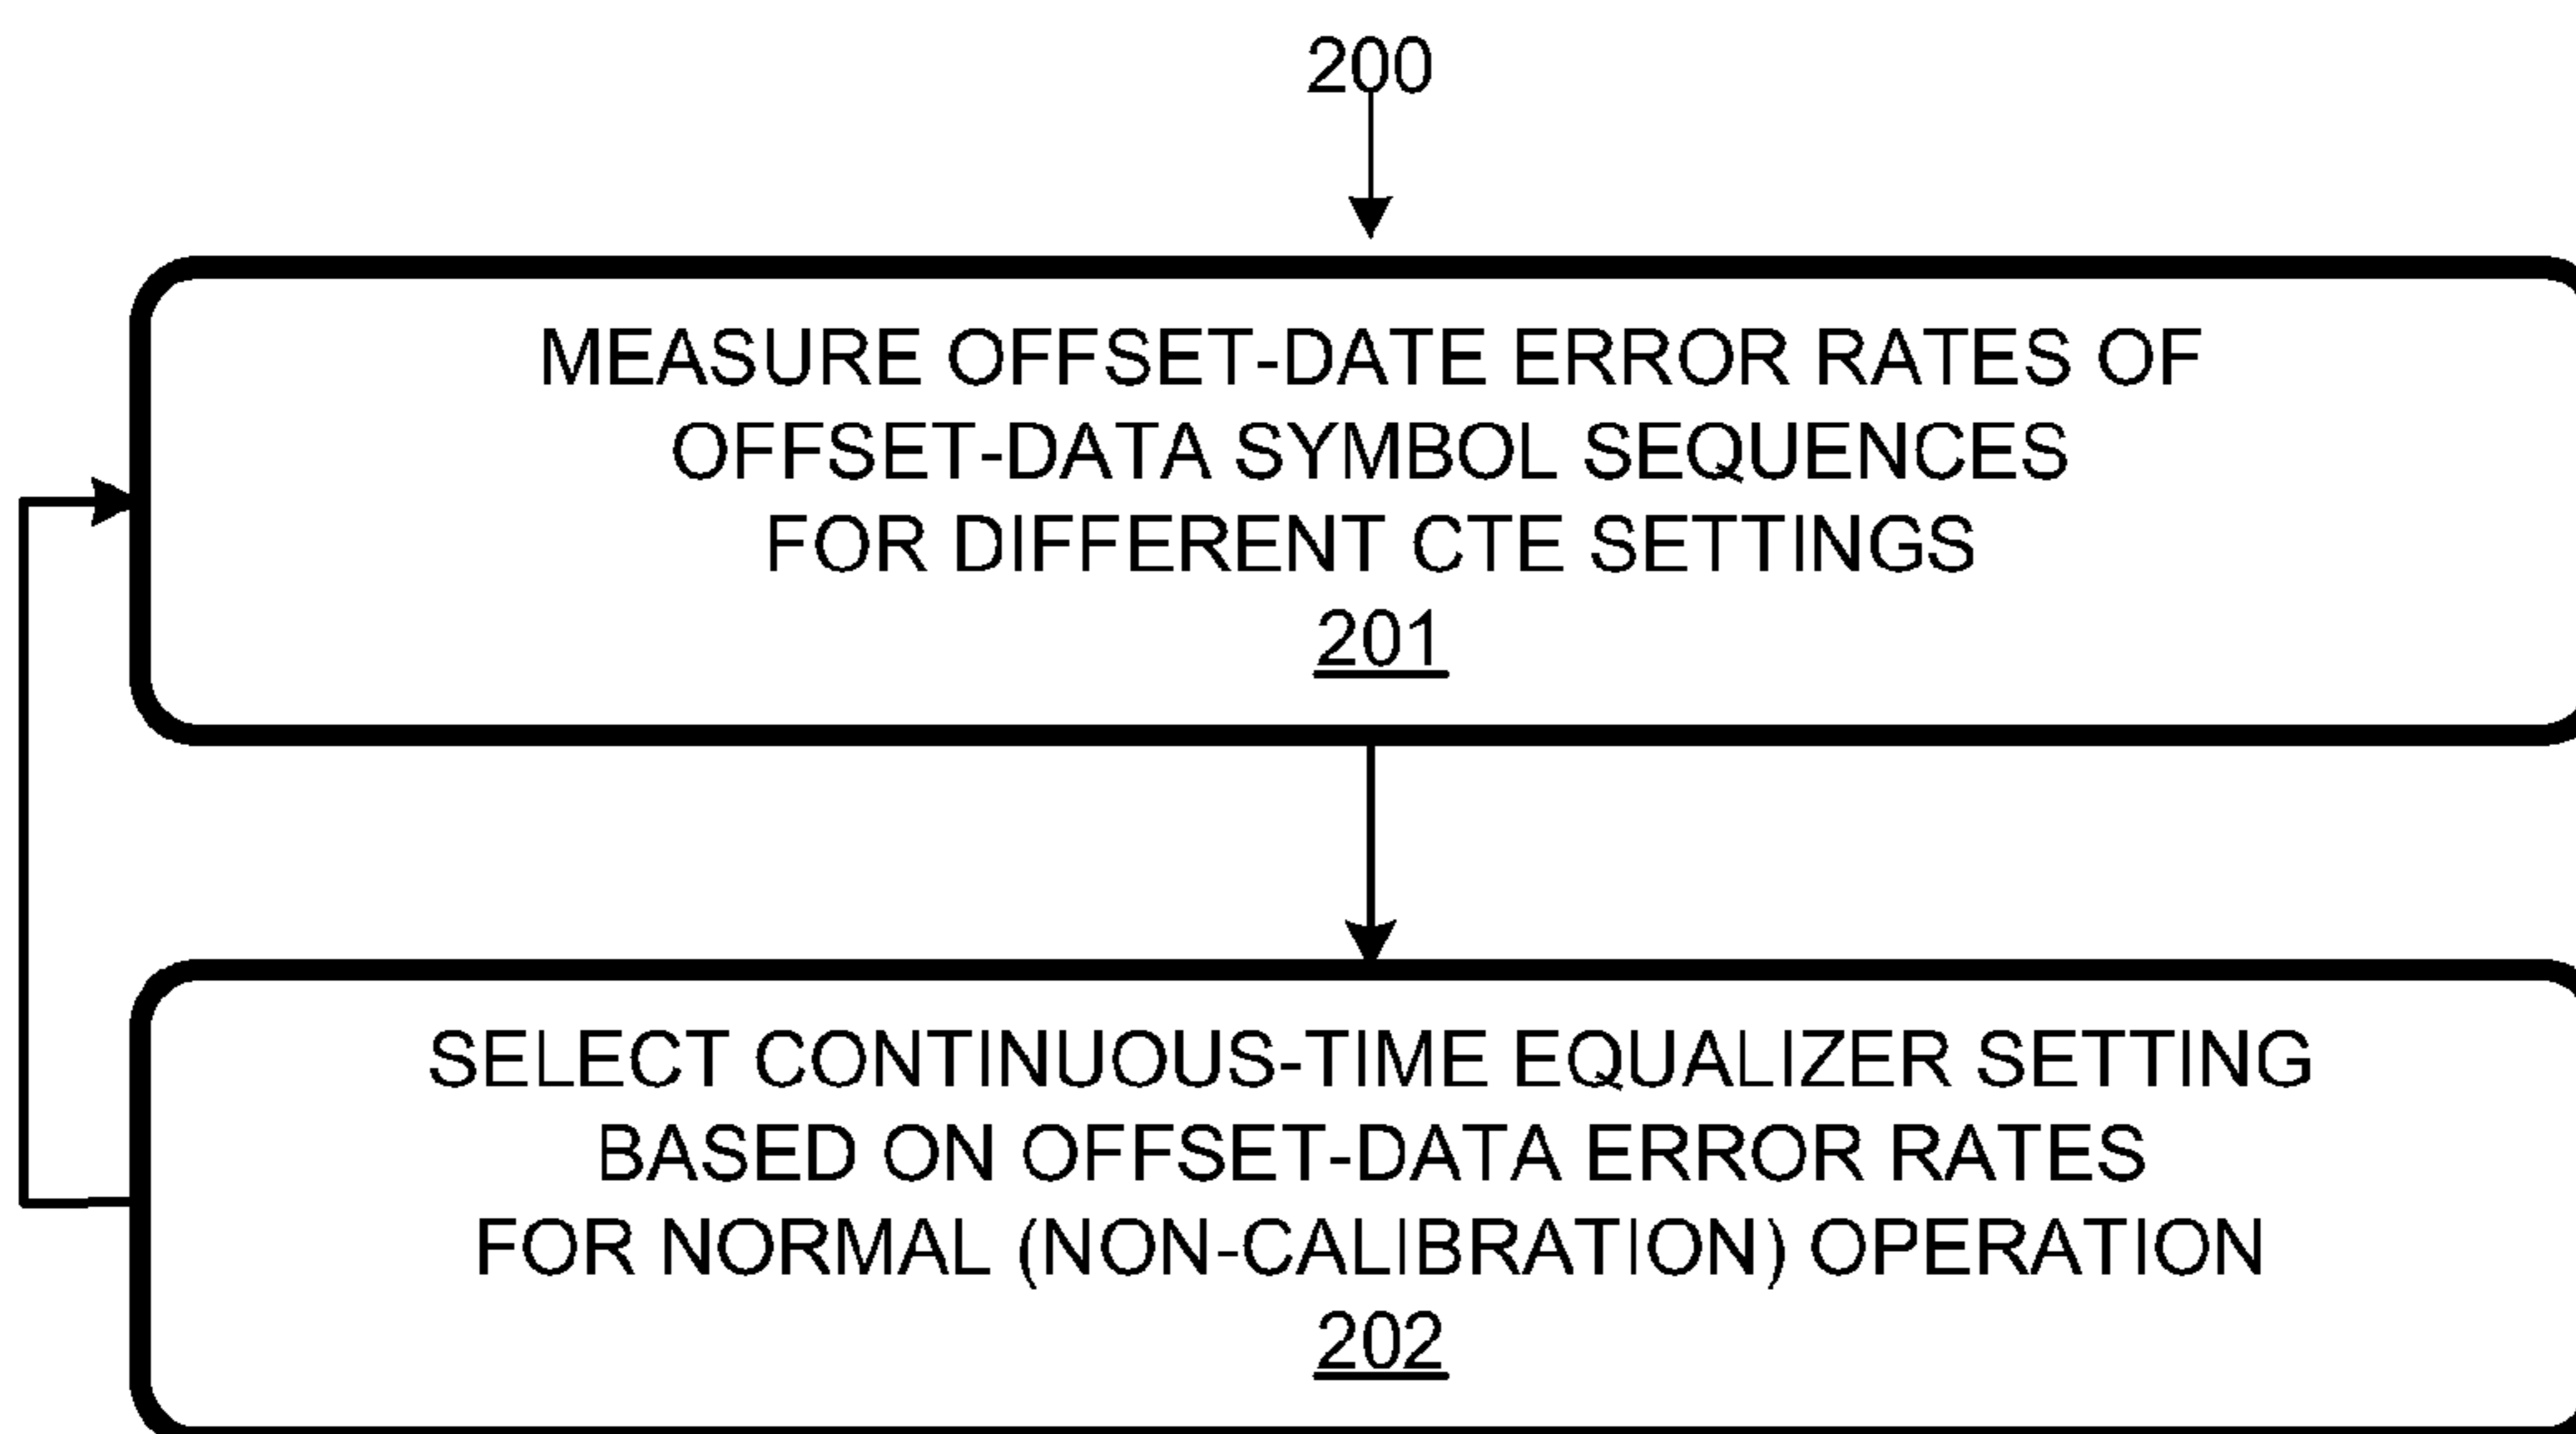 200
MEASURE OFFSET-DATE ERROR RATES OF
OFFSET-DATA SYMBOL SEQUENCES
FOR DIFFERENT CTE SETTINGS
201
SELECT CONTINUOUS-TIME EQUALIZER SETTING
BASED ON OFFSET-DATA ERROR RATES
FOR NORMAL (NON-CALIBRATION) OPERATION
202